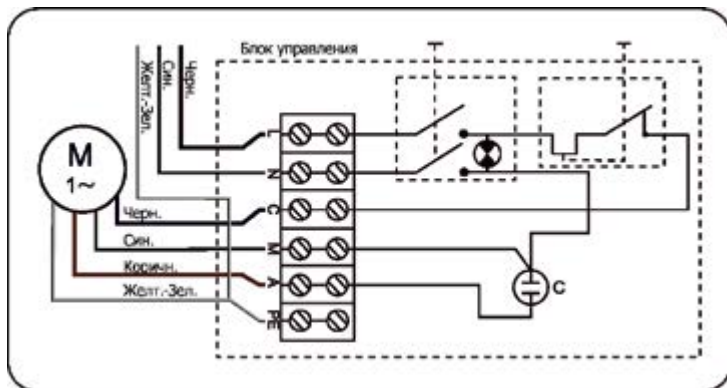 Блок управления
Желт.-Зел.
Син.
Черн.
M
1~
L
N
C
M
A
PE
Черн.
Син.
Коричн.
Желт.-Зел.
C